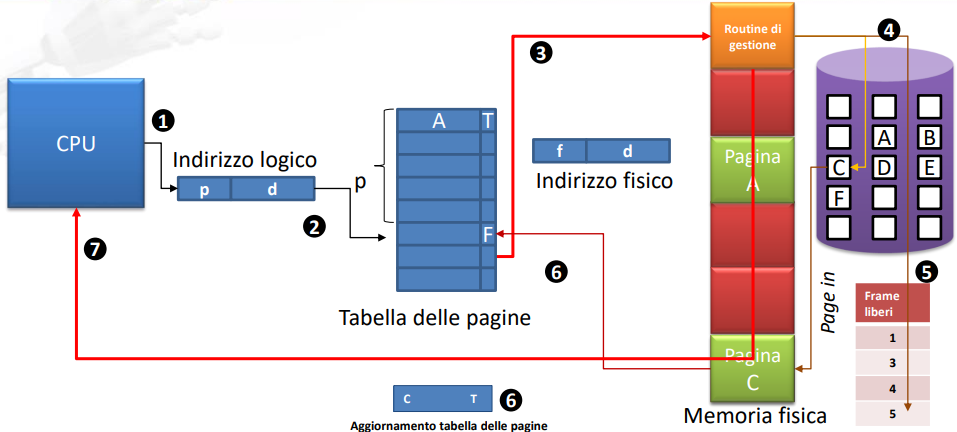 Routine di
gestione
4
3
1
CPU
A T
f d
A B
Indirizzo logico
Indirizzo fisico
Pagina
A
C D E
p d
p
F
2
F
7
6
5
Page in
Frame
liberi
1
3
4
5
Tabella delle pagine
Pagina
C
C T
6
Memoria fisica
Aggiornamento tabella delle pagine